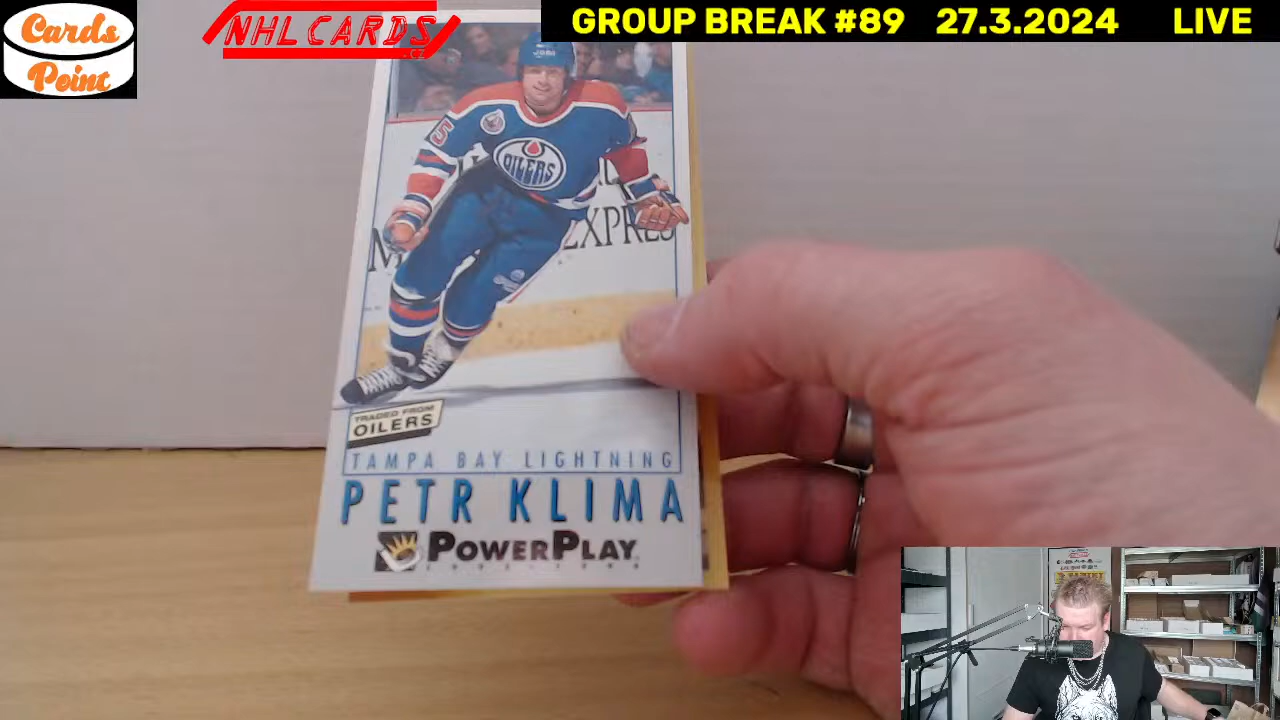 Cards
Point
NHL CARDS
.CZ
GROUP BREAK #89 27.3.2024 LIVE
OILERS
EXPRES
TRADED FROM
OILERS
TAMPA BAY LIGHTNING
PETR KLIMA
POWERPLAY